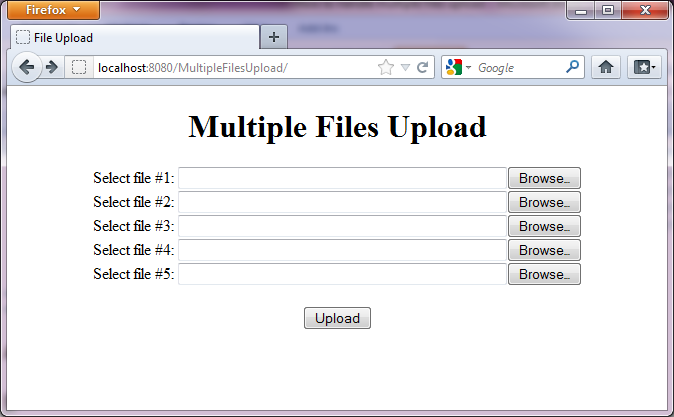 Firefox
File Upload
localhost:8080/MultipleFilesUpload/
Google
Multiple Files Upload
Select file #1: Browse...
Select file #2: Browse...
Select file #3: Browse...
Select file #4: Browse...
Select file #5: Browse...
Upload